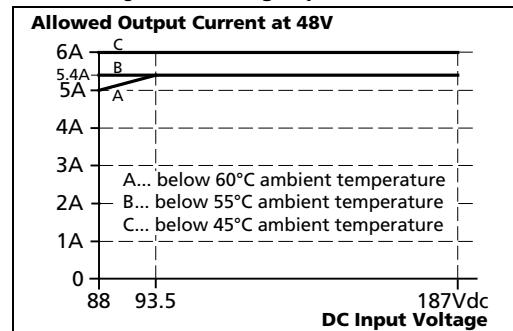 Allowed Output Current at 48V
6A
C
5.4A
B
5A
A
4A
3A
A... below 60°C ambient temperature
2A
B... below 55°C ambient temperature
C... below 45°C ambient temperature
1A
0
88 93.5 187Vdc
DC Input Voltage